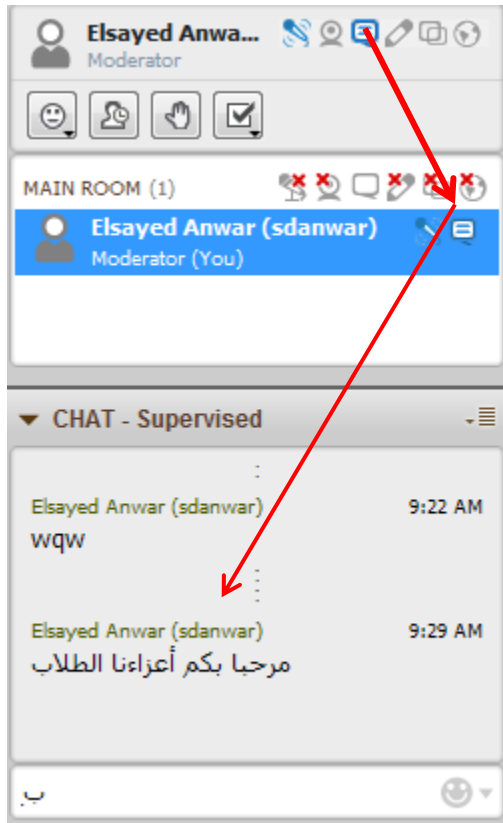 Elsayed Anwa...
Moderator
MAIN ROOM (1)
Elsayed Anwar (sdanwar)
Moderator (You)
CHAT - Supervised
Elsayed Anwar (sdanwar) 9:22 AM
wqw
Elsayed Anwar (sdanwar) 9:29 AM
مرحبا بكم أعزاءنا الطلاب
ب